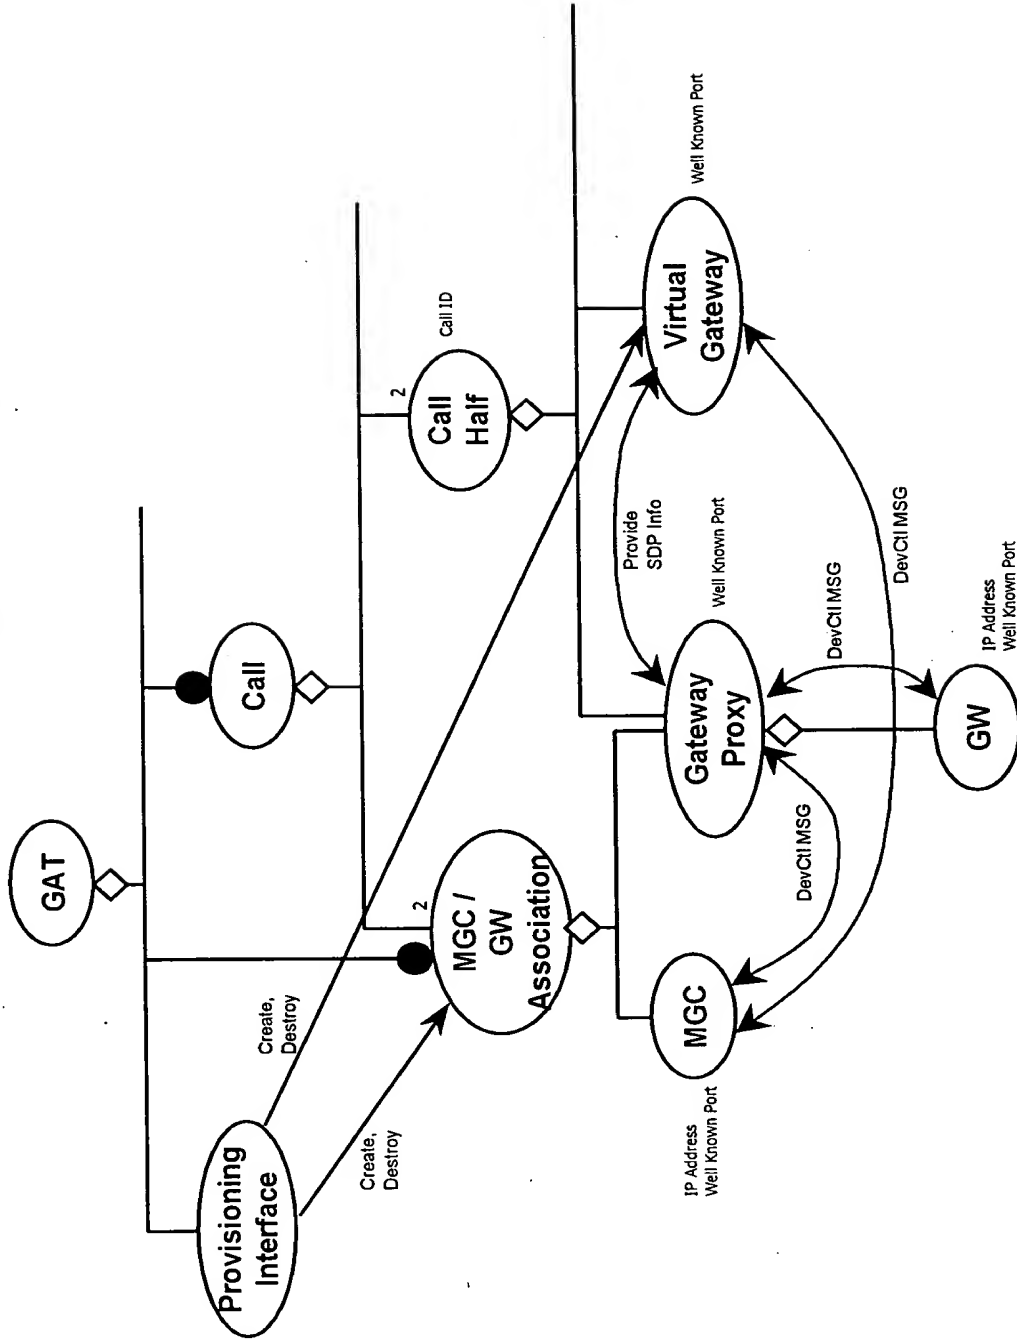 GAT
Provisioning
Interface
Call
Create,
Destroy
Create,
Destroy
MGC /
GW
Association
2
2
Call
Half
Call ID
IP Address
Well Known Port
MGC
Gateway
Proxy
Well Known Port
Provide
SDP Info
Virtual
Gateway
Well Known Port
DevCtl MSG
DevCtl MSG
DevCtl MSG
GW
IP Address
Well Known Port